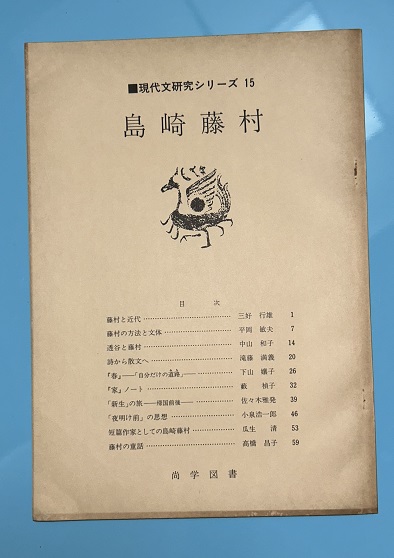 ■現代文研究シリーズ 15
島崎藤村
目 次
藤村と近代 三好 行雄 1
藤村の方法と文体 平岡 敏夫 7
透谷と藤村 中山 和子 14
詩から散文へ 滝藤 満義 20
『春』――「自分だけの道路」―― 下山 嬢子 26
『家』ノート 藪 禎子 32
「新生」の旅――帰国前後―― 佐々木雅発 39
「夜明け前」の思想 小泉浩一郎 46
短篇作家としての島崎藤村 瓜生 清 53
藤村の童話 高橋 昌子 59
尚学図書